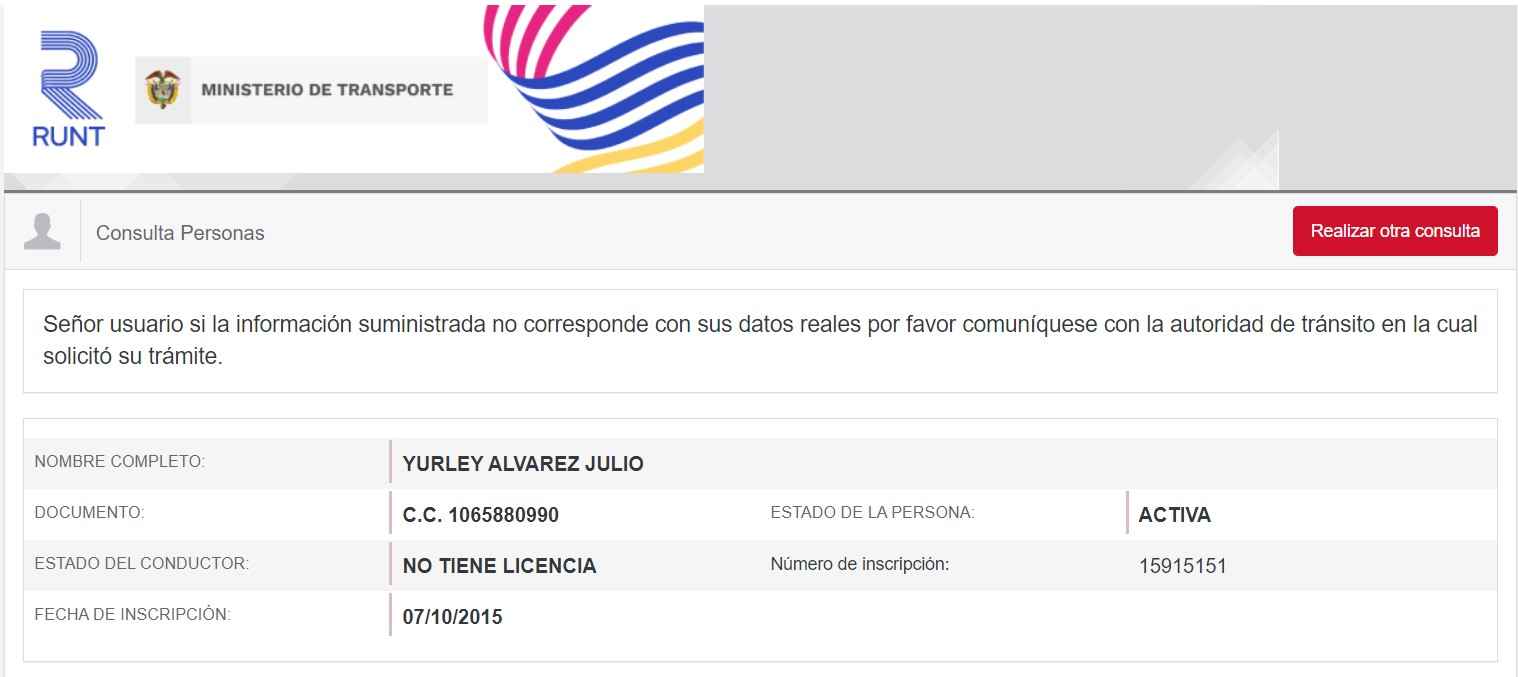 RUNT
MINISTERIO DE TRANSPORTE
Consulta Personas
Realizar otra consulta
Señor usuario si la información suministrada no corresponde con sus datos reales por favor comuníquese con la autoridad de tránsito en la cual
solicitó su trámite.
NOMBRE COMPLETO: YURLEY ALVAREZ JULIO
DOCUMENTO: C.C. 1065880990 ESTADO DE LA PERSONA: ACTIVA
ESTADO DEL CONDUCTOR: NO TIENE LICENCIA Número de inscripción: 15915151
FECHA DE INSCRIPCIÓN: 07/10/2015